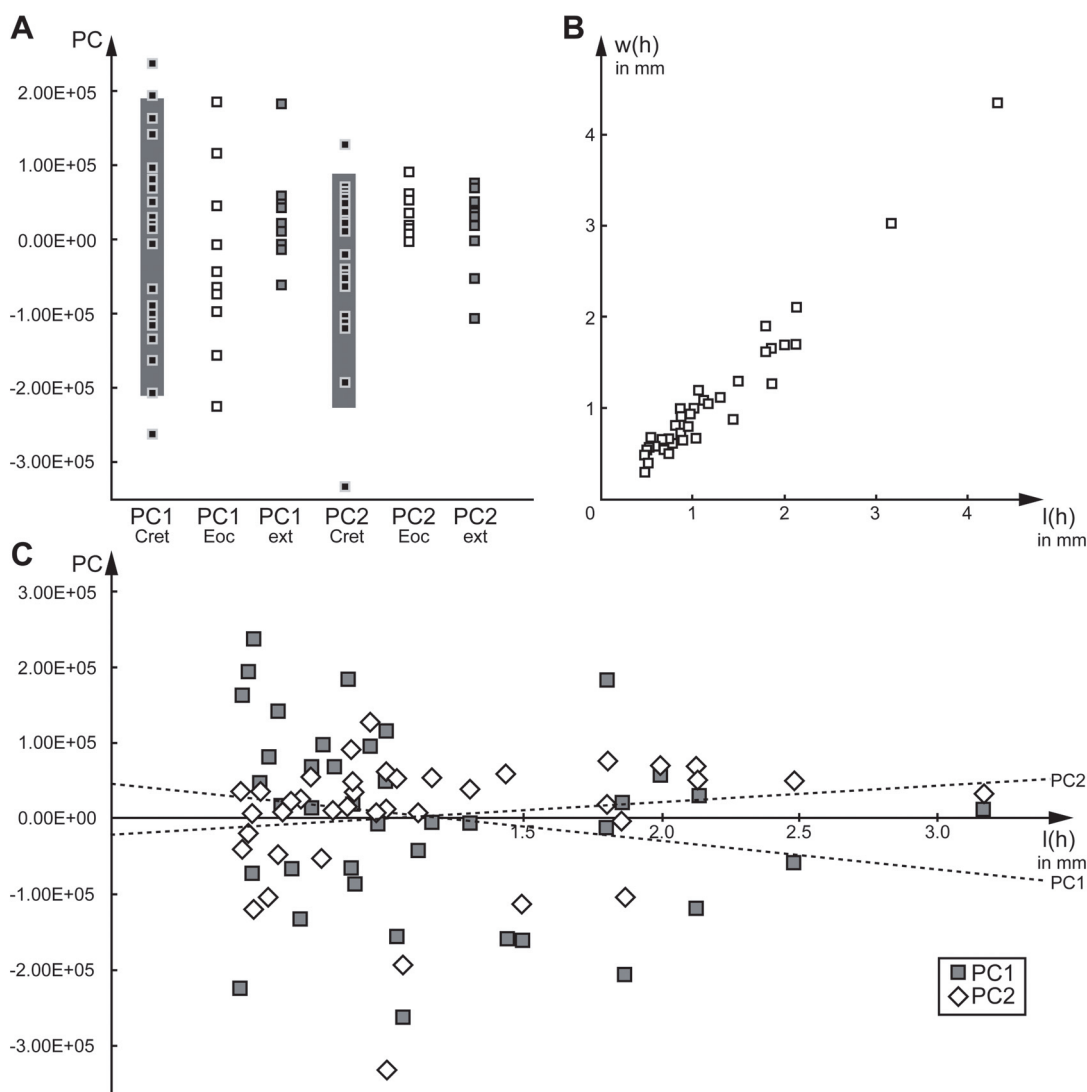 A
PC
2.00E+05
1.00E+05
0.00E+00
-1.00E+05
-2.00E+05
-3.00E+05
PC1 PC1 PC1 PC2 PC2 PC2
Cret Eoc ext Cret Eoc ext
B
w(h)
in mm
4
3
2
1
0 1 2 3 4 l(h)
in mm
C
PC
3.00E+05
2.00E+05
1.00E+05
0.00E+00
-1.00E+05
-2.00E+05
-3.00E+05
PC2
1.5 2.0 2.5 3.0 l(h)
in mm
PC1
PC1
PC2